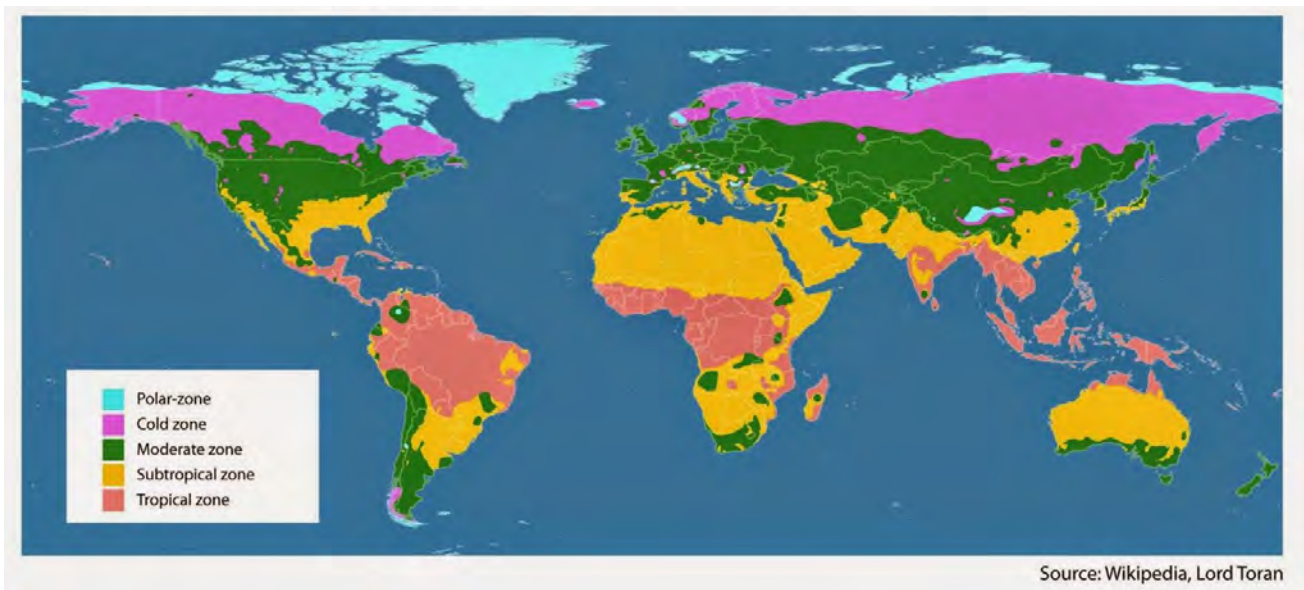 Polar-zone
Cold zone
Moderate zone
Subtropical zone
Tropical zone
Source: Wikipedia, Lord Toran